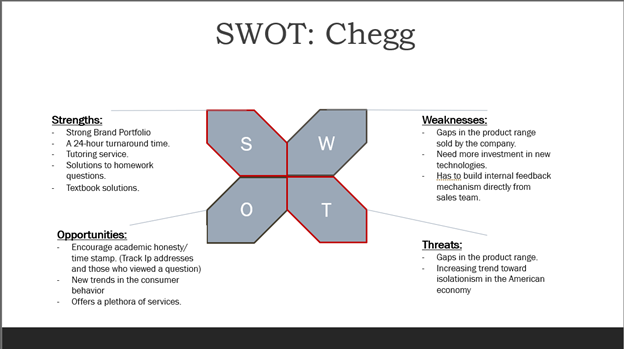 SWOT: Chegg
Strengths:
- Strong Brand Portfolio
- A 24-hour turnaround time.
- Tutoring service.
- Solutions to homework
questions.
- Textbook solutions.
S
W
O
T
Weaknesses:
- Gaps in the product range
sold by the company.
- Need more investment in new
technologies.
- Has to build internal feedback
mechanism directly from
sales team.
Opportunities:
- Encourage academic honesty/
time stamp. (Track Ip addresses
and those who viewed a question)
- New trends in the consumer
behavior
- Offers a plethora of services.
Threats:
- Gaps in the product range.
- Increasing trend toward
isolationism in the American
economy